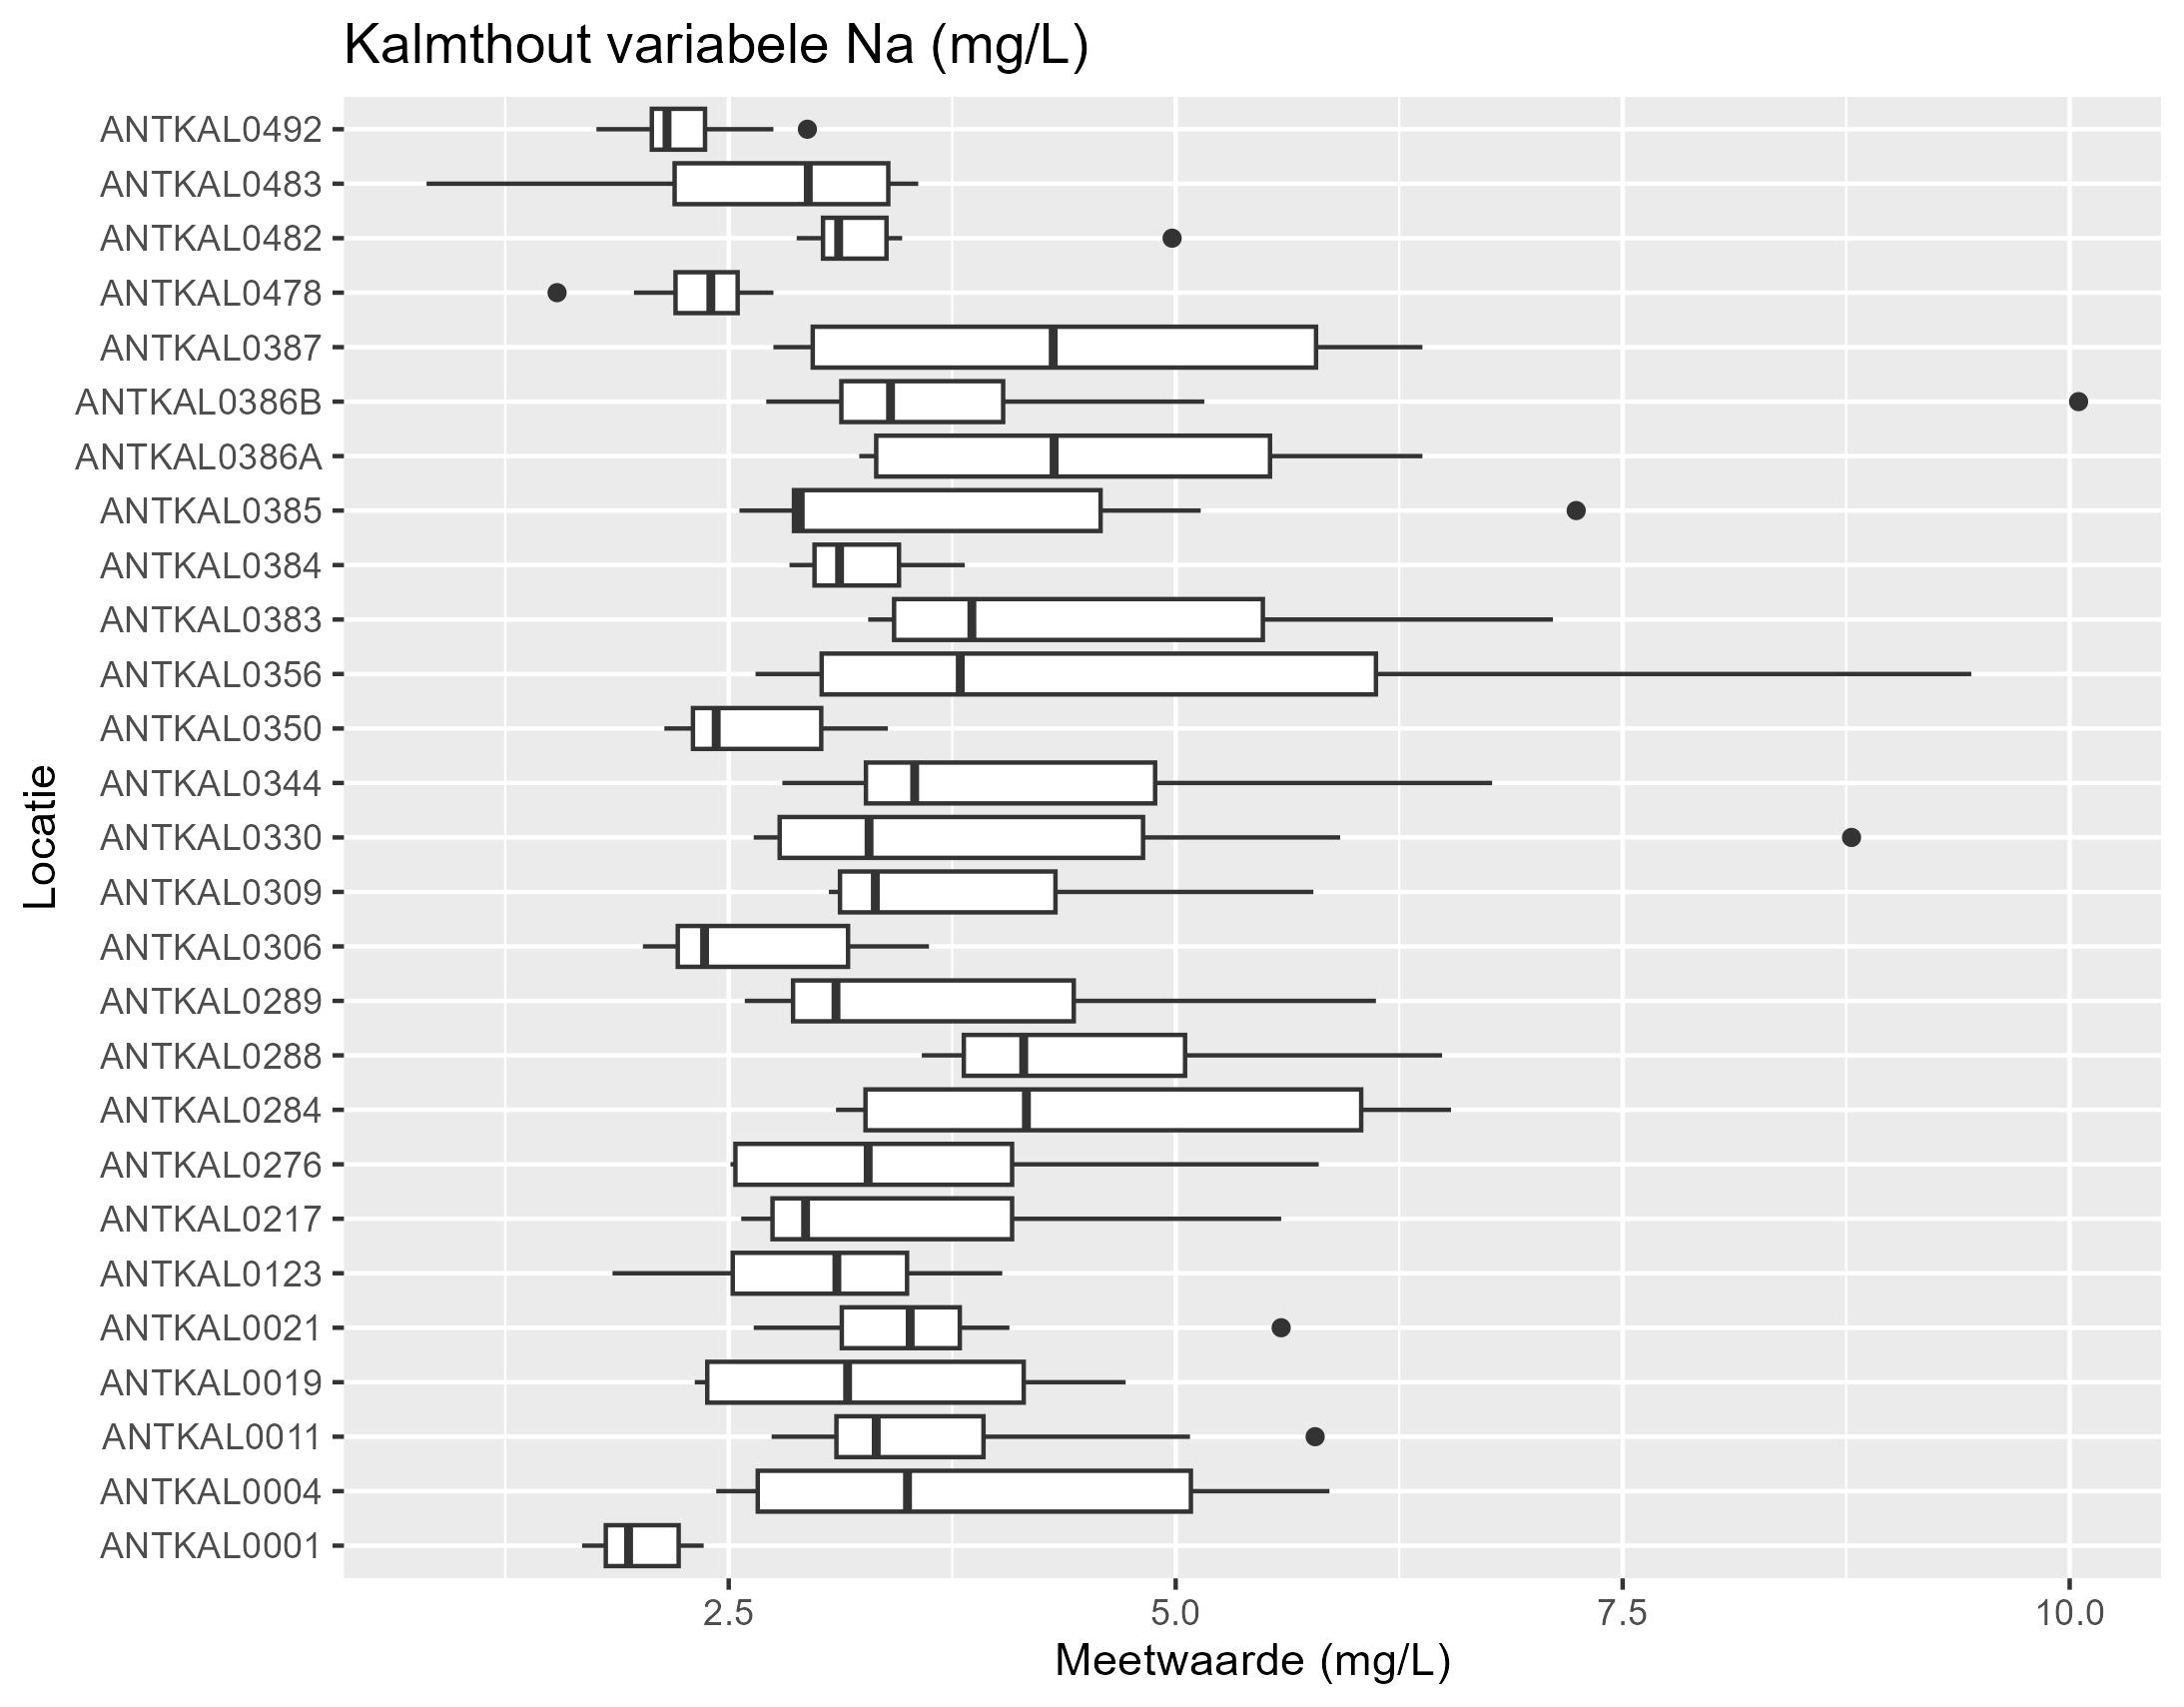 Kalmthout variabele Na (mg/L)
ANTKAL0492
ANTKAL0483
ANTKAL0482
ANTKAL0478
ANTKAL0387
ANTKAL0386B
ANTKAL0386A
ANTKAL0385
ANTKAL0384
ANTKAL0383
ANTKAL0356
ANTKAL0350
ANTKAL0344
ANTKAL0330
ANTKAL0309
ANTKAL0306
ANTKAL0289
ANTKAL0288
ANTKAL0284
ANTKAL0276
ANTKAL0217
ANTKAL0123
ANTKAL0021
ANTKAL0019
ANTKAL0011
ANTKAL0004
ANTKAL0001
Locatie
2.5 5.0 7.5 10.0
Meetwaarde (mg/L)